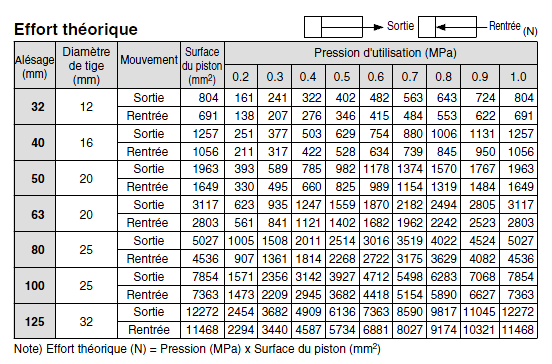 Effort théorique
Sortie
Rentrée (N)
Alésage (mm) Diamètre de tige (mm) Mouvement Surface du piston (mm²) Pression d'utilisation (MPa)
0.2 0.3 0.4 0.5 0.6 0.7 0.8 0.9 1.0
32 12 Sortie 804 161 241 322 402 482 563 643 724 804
Rentrée 691 138 207 276 346 415 484 553 622 691
40 16 Sortie 1257 251 377 503 629 754 880 1006 1131 1257
Rentrée 1056 211 317 422 528 634 739 845 950 1056
50 20 Sortie 1963 393 589 785 982 1178 1374 1570 1767 1963
Rentrée 1649 330 495 660 825 989 1154 1319 1484 1649
63 20 Sortie 3117 623 935 1247 1559 1870 2182 2494 2805 3117
Rentrée 2803 561 841 1121 1402 1682 1962 2242 2523 2803
80 25 Sortie 5027 1005 1508 2011 2514 3016 3519 4022 4524 5027
Rentrée 4536 907 1361 1814 2268 2722 3175 3629 4082 4536
100 25 Sortie 7854 1571 2356 3142 3927 4712 5498 6283 7068 7854
Rentrée 7363 1473 2209 2945 3682 4418 5154 5890 6627 7363
125 32 Sortie 12272 2454 3682 4909 6136 7363 8590 9817 11045 12272
Rentrée 11468 2294 3440 4587 5734 6881 8027 9174 10321 11468
Note) Effort théorique (N) = Pression (MPa) x Surface du piston (mm²)